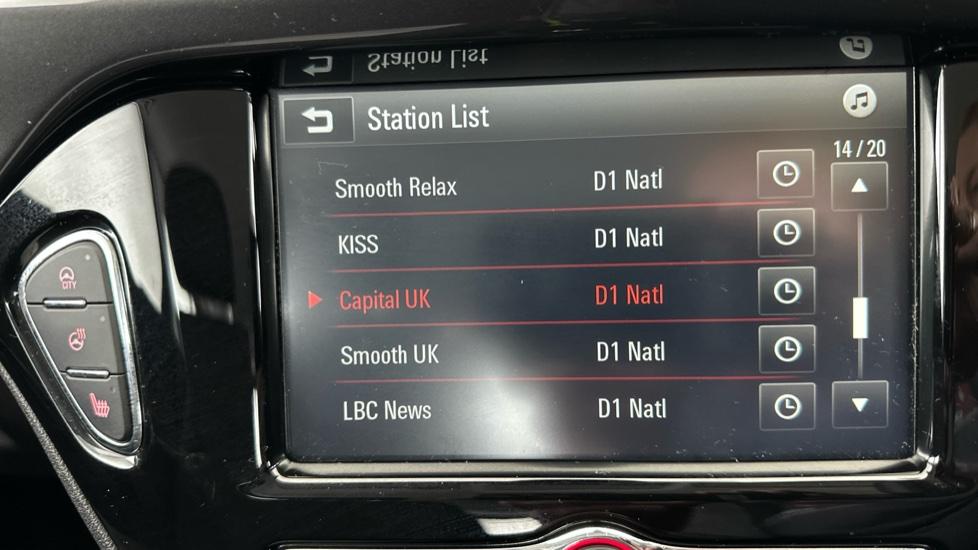 Station List
Station List
14/20
Smooth Relax D1 Natl
KISS D1 Natl
Capital UK D1 Natl
Smooth UK D1 Natl
LBC News D1 Natl
CITY